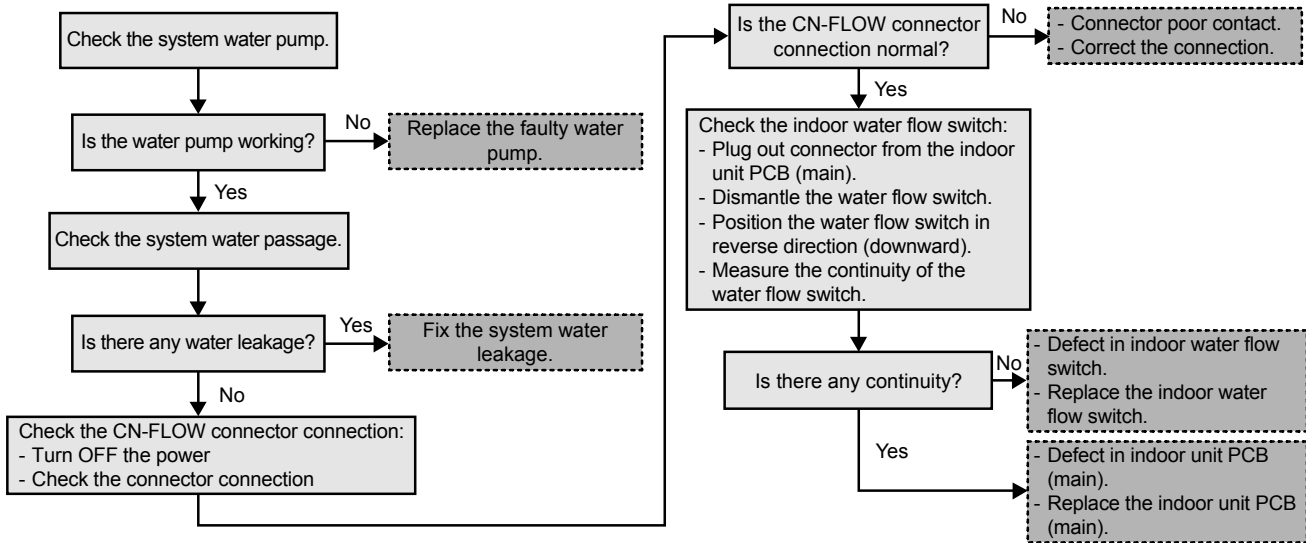 Check the system water pump.
Is the water pump working?
No
Replace the faulty water
pump.
Yes
Check the system water passage.
Is there any water leakage?
Yes
Fix the system water
leakage.
No
Check the CN-FLOW connector connection:
- Turn OFF the power
- Check the connector connection
Is the CN-FLOW connector
connection normal?
No
- Connector poor contact.
- Correct the connection.
Yes
Check the indoor water flow switch:
- Plug out connector from the indoor
unit PCB (main).
- Dismantle the water flow switch.
- Position the water flow switch in
reverse direction (downward).
- Measure the continuity of the
water flow switch.
Is there any continuity?
No
- Defect in indoor water flow
switch.
- Replace the indoor water
flow switch.
Yes
- Defect in indoor unit PCB
(main).
- Replace the indoor unit PCB
(main).